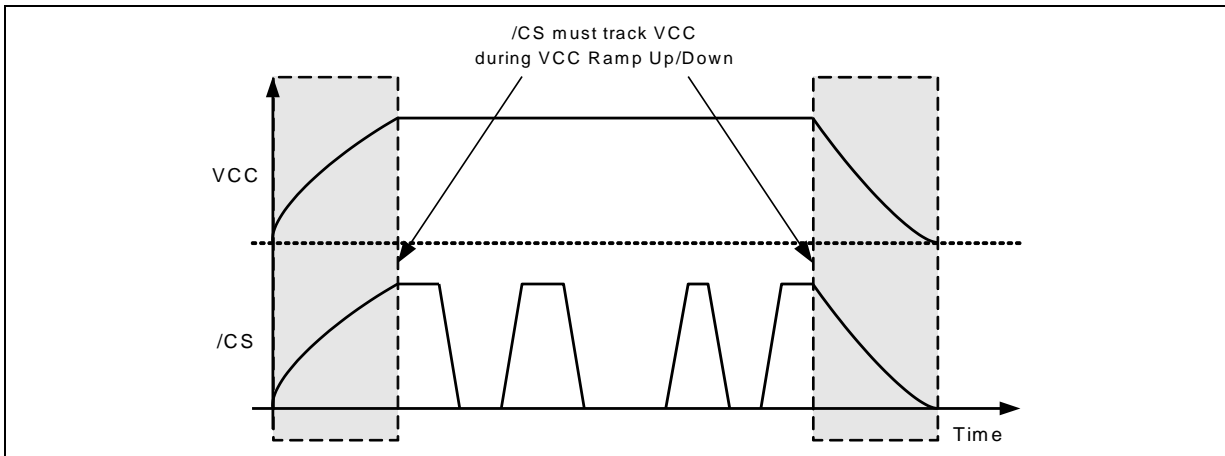 /CS must track VCC
during VCC Ramp Up/Down
VCC
/CS
Time